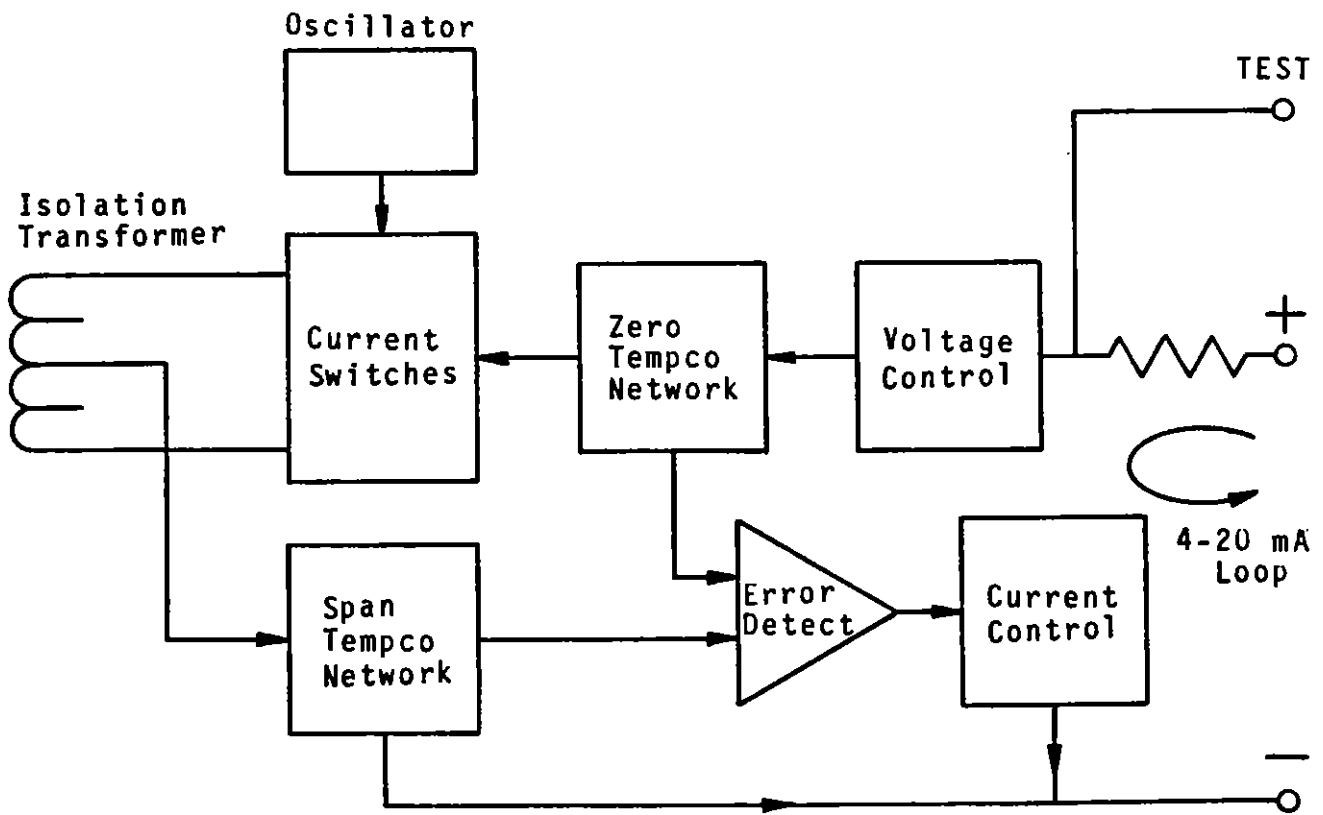 Oscillator
TEST
Isolation
Transformer
Current
Switches
Zero
Tempco
Network
Voltage
Control
+
4-20 mA
Loop
Span
Tempco
Network
Error
Detect
Current
Control
—